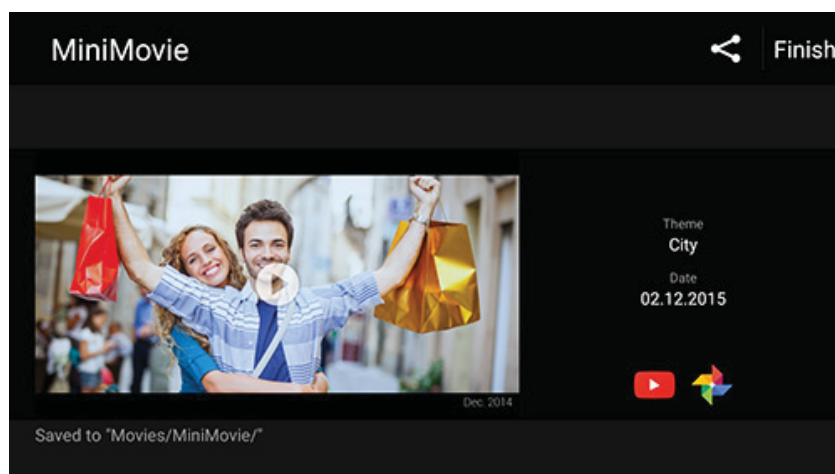 MiniMovie
Finish
Theme
City
Date
02.12.2015
Dec. 2014
Saved to "Movies/MiniMovie/"